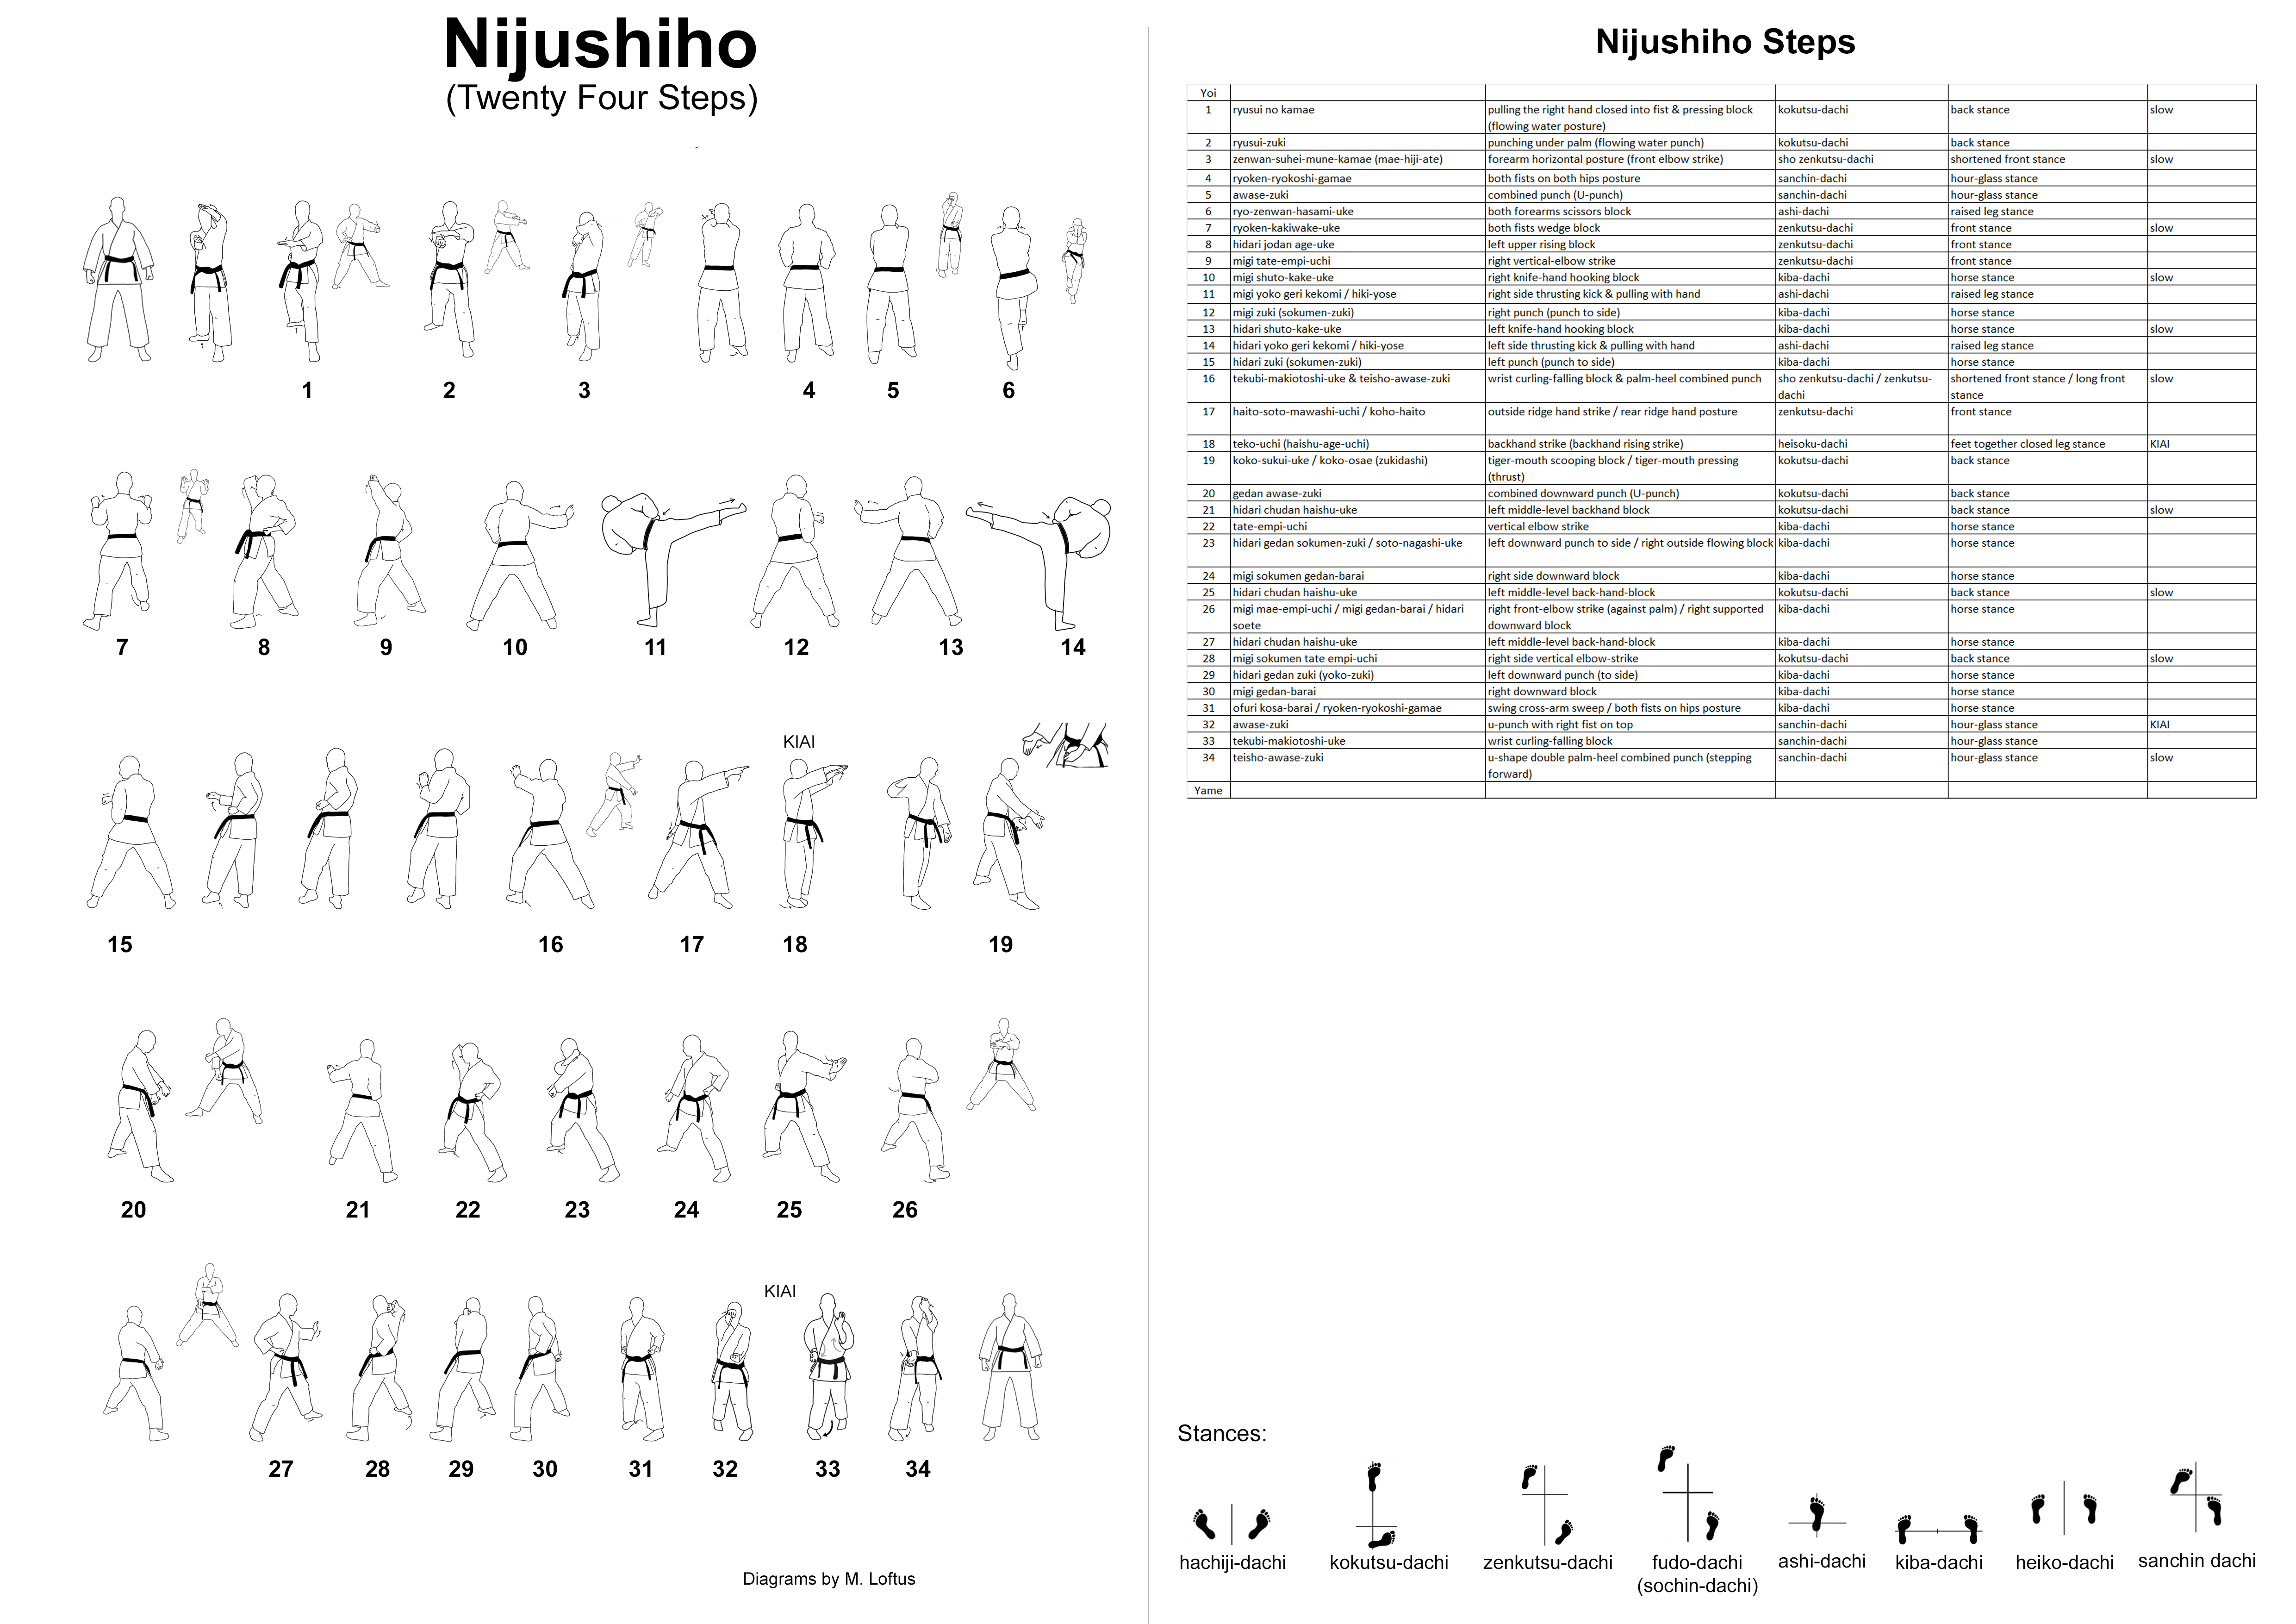 Nijushiho
(Twenty Four Steps)
1 2 3 4 5 6
7 8 9 10 11 12 13 14
KIAI
15 16 17 18 19
20 21 22 23 24 25 26
KIAI
27 28 29 30 31 32 33 34
Diagrams by M. Loftus
Nijushiho Steps
Yoi
1 ryusui no kamae pulling the right hand closed into fist & pressing block kokutsu-dachi back stance slow
(flowing water posture)
2 ryusui-zuki punching under palm (flowing water punch) kokutsu-dachi back stance
3 zenwan-suhei-mune-kamae (mae-hiji-ate) forearm horizontal posture (front elbow strike) sho zenkutsu-dachi shortened front stance slow
4 ryoken-ryokoshi-gamae both fists on both hips posture sanchin-dachi hour-glass stance
5 awase-zuki combined punch (U-punch) sanchin-dachi hour-glass stance
6 ryo-zenwan-hasami-uke both forearms scissors block ashi-dachi raised leg stance
7 ryoken-kakiwake-uke both fists wedge block zenkutsu-dachi front stance slow
8 hidari jodan age-uke left upper rising block zenkutsu-dachi front stance
9 migi tate-empi-uchi right vertical-elbow strike zenkutsu-dachi front stance
10 migi shuto-kake-uke right knife-hand hooking block kiba-dachi horse stance slow
11 migi yoko geri kekomi / hiki-yose right side thrusting kick & pulling with hand ashi-dachi raised leg stance
12 migi zuki (sokumen-zuki) right punch (punch to side) kiba-dachi horse stance
13 hidari shuto-kake-uke left knife-hand hooking block kiba-dachi horse stance slow
14 hidari yoko geri kekomi / hiki-yose left side thrusting kick & pulling with hand ashi-dachi raised leg stance
15 hidari zuki (sokumen-zuki) left punch (punch to side) kiba-dachi horse stance
16 tekubi-makiotoshi-uke & teisho-awase-zuki wrist curling-falling block & palm-heel combined punch sho zenkutsu-dachi / zenkutsu- shortened front stance / long front slow
dachi stance
17 haito-soto-mawashi-uchi / koho-haito outside ridge hand strike / rear ridge hand posture zenkutsu-dachi front stance
18 teko-uchi (haishu-age-uchi) backhand strike (backhand rising strike) heisoku-dachi feet together closed leg stance KIAI
19 koko-sukui-uke / koko-osae (zukidashi) tiger-mouth scooping block / tiger-mouth pressing kokutsu-dachi back stance
(thrust)
20 gedan awase-zuki combined downward punch (U-punch) kokutsu-dachi back stance
21 hidari chudan haishu-uke left middle-level backhand block kokutsu-dachi back stance slow
22 tate-empi-uchi vertical elbow strike kiba-dachi horse stance
23 hidari gedan sokumen-zuki / soto-nagashi-uke left downward punch to side / right outside flowing block kiba-dachi horse stance
24 migi sokumen gedan-barai right side downward block kiba-dachi horse stance
25 hidari chudan haishu-uke left middle-level back-hand-block kokutsu-dachi back stance slow
26 migi mae-empi-uchi / migi gedan-barai / hidari right front-elbow strike (against palm) / right supported kiba-dachi horse stance
soete downward block
27 hidari chudan haishu-uke left middle-level back-hand-block kiba-dachi horse stance
28 migi sokumen tate empi-uchi right side vertical elbow-strike kokutsu-dachi back stance slow
29 hidari gedan zuki (yoko-zuki) left downward punch (to side) kiba-dachi horse stance
30 migi gedan-barai right downward block kiba-dachi horse stance
31 ofuri kosa-barai / ryoken-ryokoshi-gamae swing cross-arm sweep / both fists on hips posture kiba-dachi horse stance
32 awase-zuki u-punch with right fist on top sanchin-dachi hour-glass stance KIAI
33 tekubi-makiotoshi-uke wrist curling-falling block sanchin-dachi hour-glass stance
34 teisho-awase-zuki u-shape double palm-heel combined punch (stepping sanchin-dachi hour-glass stance slow
forward)
Yame
Stances:
hachiji-dachi kokutsu-dachi zenkutsu-dachi fudo-dachi ashi-dachi kiba-dachi heiko-dachi sanchin dachi
(sochin-dachi)